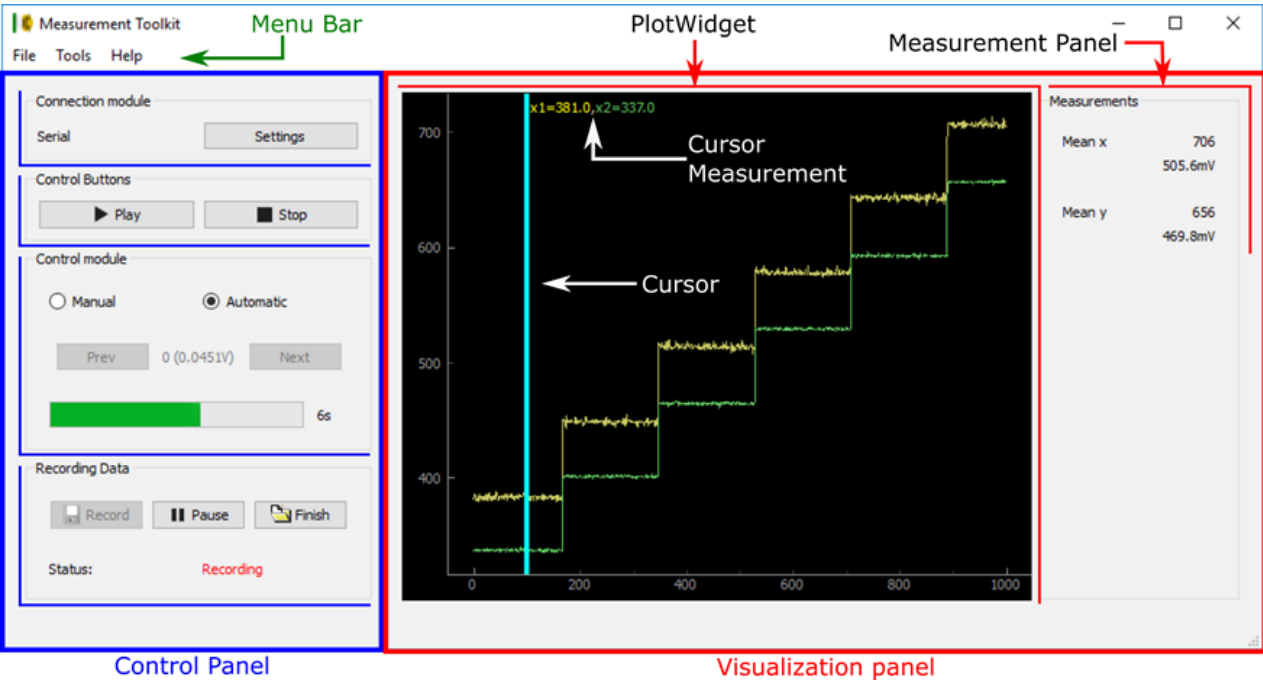 Measurement Toolkit
Menu Bar
PlotWidget
Measurement Panel
File Tools Help
Connection module
Serial Settings
Control Buttons
Play Stop
Control module
Manual Automatic
Prev 0 (0.0451V) Next
6s
Recording Data
Record Pause Finish
Status: Recording
Control Panel
x1=381.0,x2=337.0
Cursor
Measurement
Cursor
700
600
500
400
0 200 400 600 800 1000
Measurements
Mean x 706
505.6mV
Mean y 656
469.8mV
Visualization panel